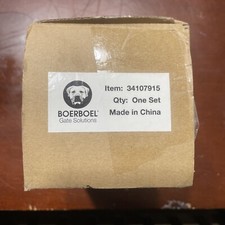 BOERBOEL
Gate Solutions
Item: 34107915
Qty: One Set
Made in China